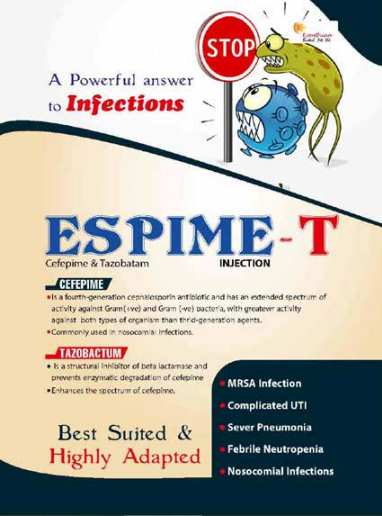 STOP
A Powerful answer
to Infections
ESPIME-T
Cefepime & Tazobatam INJECTION
CEFEPIME
•Is a fourth-generation cephalosporin antibiotic and has an extended spectrum of
activity against Gram(+ve) and Gram (-ve) bacteria, with greatever activity
against both types of organism than thrid-generation agents.
•Commonly used in nosocomial infections.
TAZOBACTUM
• Is a structural inhibitor of beta lactamase and
prevents enzymatic degradation of cefepime
•Enhances the spectrum of cefepime.
• MRSA Infection
• Complicated UTI
• Sever Pneumonia
• Febrile Neutropenia
• Nosocomial Infections
Best Suited &
Highly Adapted